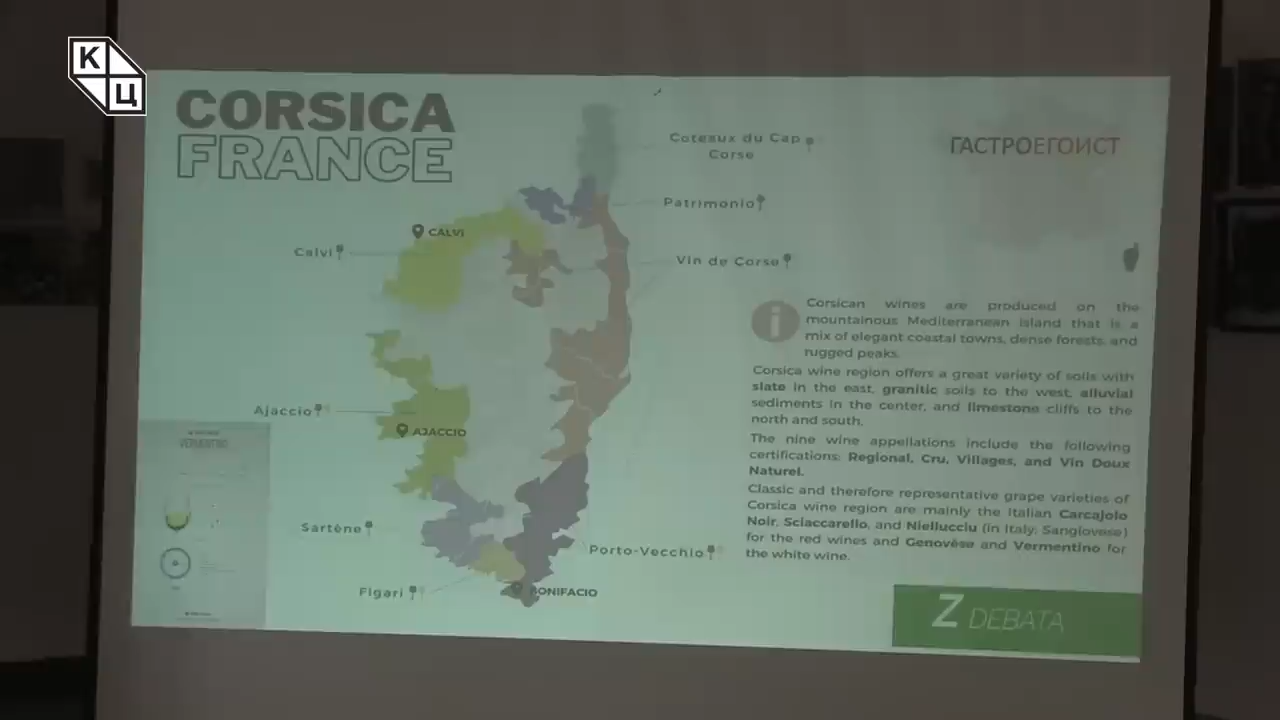 К
Ц
CORSICA
FRANCE
ГАСТРОЕГОИСТ
Coteaux du Cap
Corse
Patrimonio
Vin de Corse
CALVI
Calvi
Ajaccio
AJACCIO
Sartène
Figari
BONIFACIO
Porto-Vecchio
VERMENTINO
Corsican wines are produced on the
mountainous Mediterranean island that is a
mix of elegant coastal towns, dense forests, and
rugged peaks.
Corsica wine region offers a great variety of soils with
slate in the east, granitic soils to the west, alluvial
sediments in the center, and limestone cliffs to the
north and south.
The nine wine appellations include the following
certifications: Regional, Cru, Villages, and Vin Doux
Naturel.
Classic and therefore representative grape varieties of
Corsica wine region are mainly the Italian Carcajolo
Noir, Sciaccarello, and Niellucciu (in Italy, Sangiovese)
for the red wines and Genovèse and Vermentino for
the white wine.
Z DEBATA